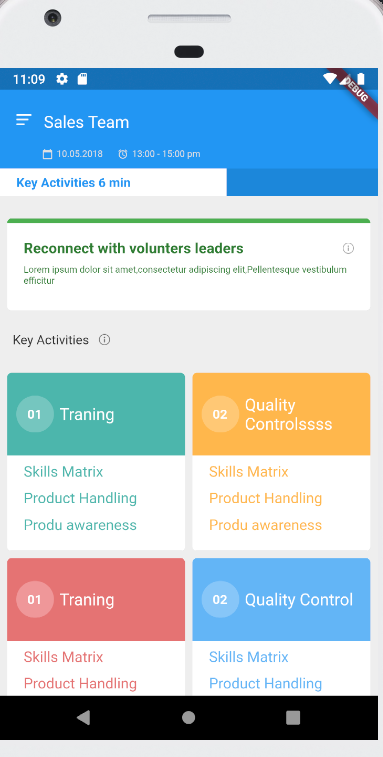 11:09
DEBUG
Sales Team
10.05.2018 13:00 - 15:00 pm
Key Activities 6 min
Reconnect with volunters leaders
Lorem ipsum dolor sit amet,consectetur adipiscing elit,Pellentesque vestibulum
efficitur
Key Activities
01 Traning
Skills Matrix
Product Handling
Produ awareness
02 Quality
Controlssss
Skills Matrix
Product Handling
Produ awareness
01 Traning
Skills Matrix
Product Handling
02 Quality Control
Skills Matrix
Product Handling